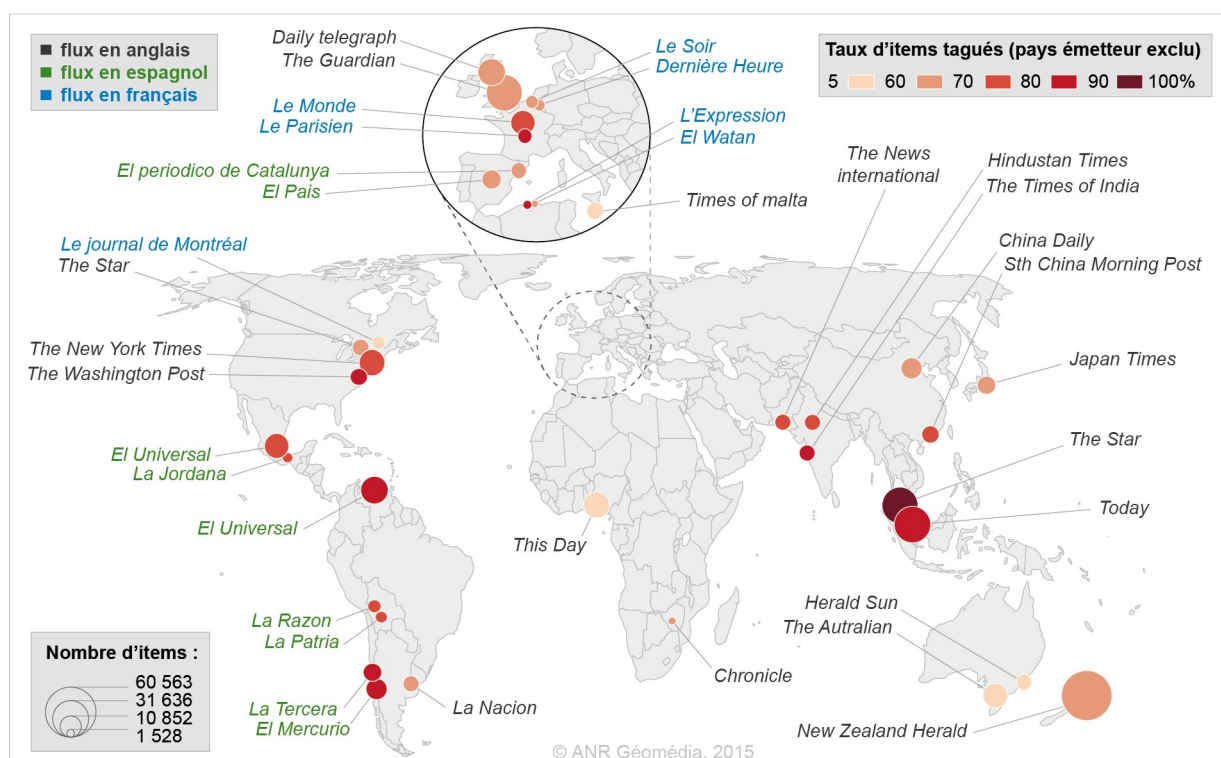 flux en anglais
flux en espagnol
flux en français
Taux d'items tagués (pays émetteur exclu)
5 60 70 80 90 100%
Daily telegraph
The Guardian
Le Soir
Dernière Heure
Le Monde
Le Parisien
L'Expression
El Watan
El periodico de Catalunya
El Pais
Times of malta
The News
international
Hindustan Times
The Times of India
China Daily
Sth China Morning Post
Le journal de Montréal
The Star
The New York Times
The Washington Post
Japan Times
The Star
El Universal
La Jordana
El Universal
This Day
Today
La Razon
La Patria
Herald Sun
The Autralian
Chronicle
La Tercera
El Mercurio
La Nacion
New Zealand Herald
Nombre d'items :
60 563
31 636
10 852
1 528
© ANR Géomédia, 2015